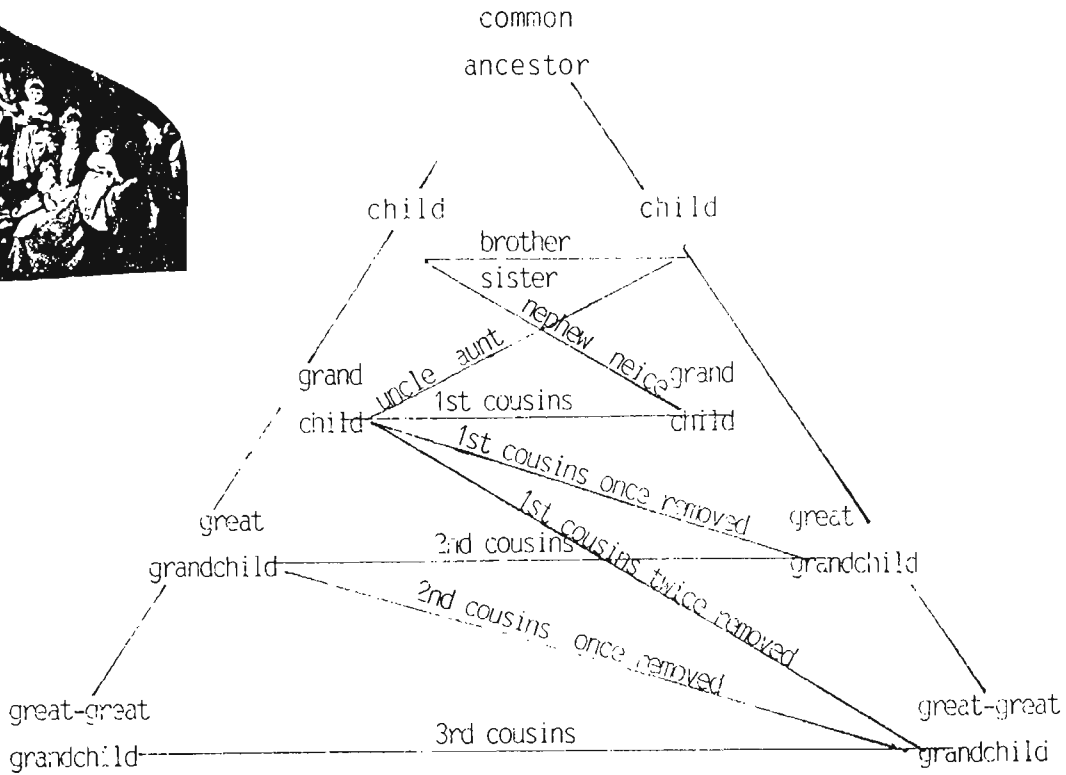 common
ancestor
child
child
brother
sister
nephew neice
uncle aunt
grand
grand
child
child
1st cousins
1st cousins once removed
1st cousins twice removed
great
great
grandchild
grandchild
2nd cousins
2nd cousins once removed
great-great
great-great
grandchild
grandchild
3rd cousins